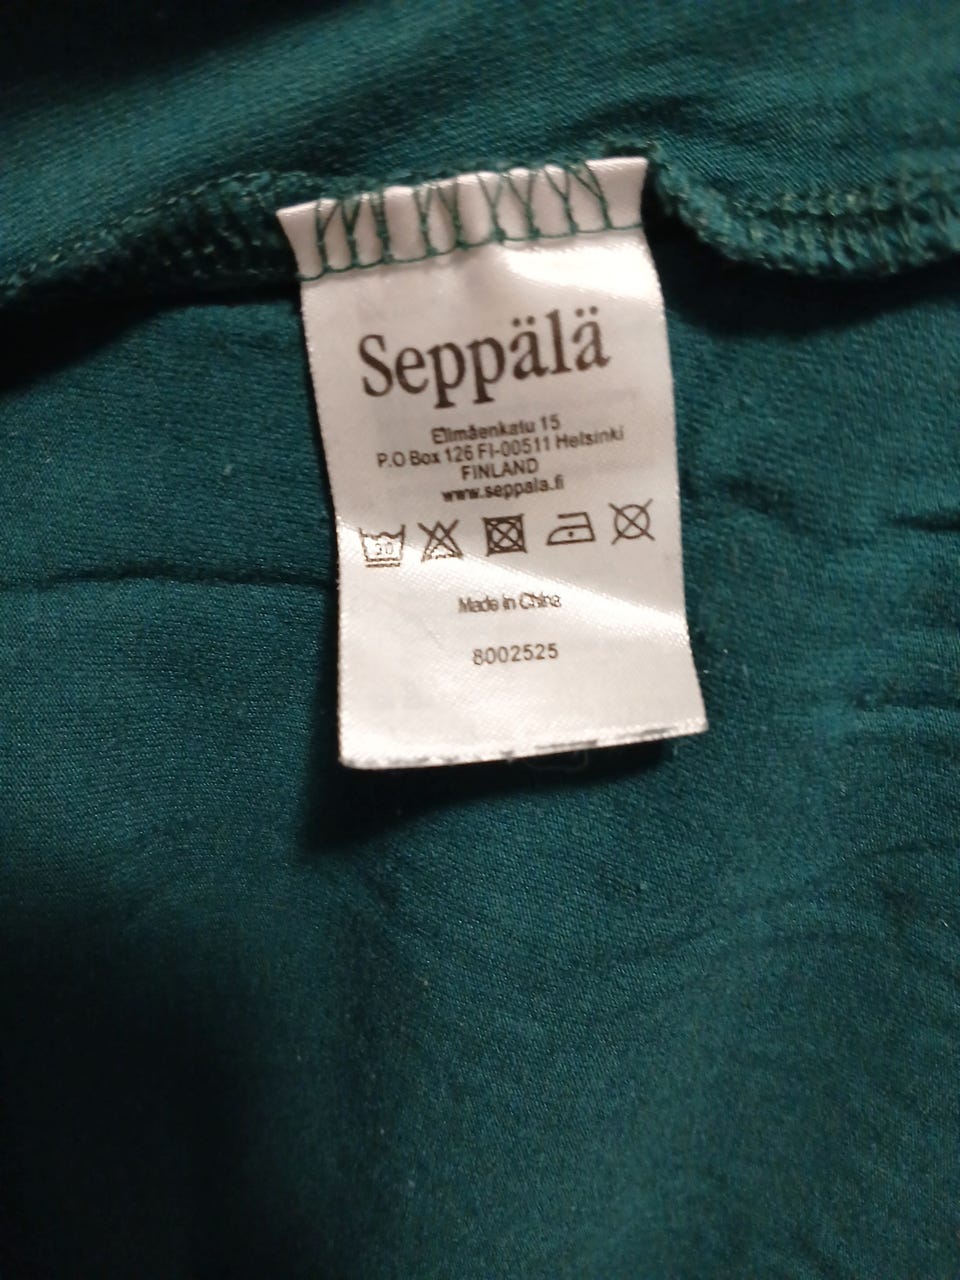 Seppälä
Elimäenkatu 15
P.O Box 126 FI-00511 Helsinki
FINLAND
www.seppala.fi
30
Made in China
8002525